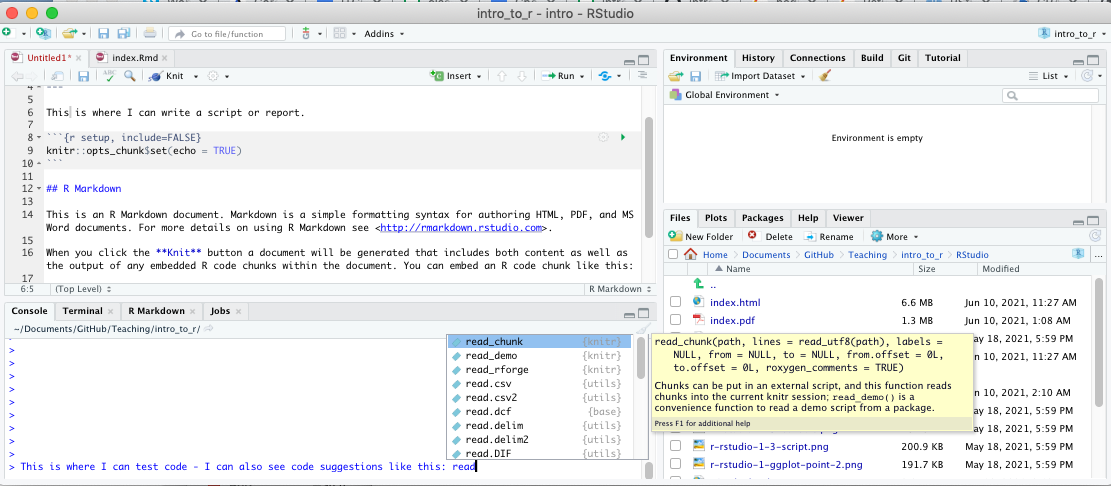 intro_to_r - intro - RStudio
Go to file/function
Addins
intro_to_r
Untitled1*
index.Rmd
Knit
Insert
Run
4 ---
5
6 This is where I can write a script or report.
7
8 ```{r setup, include=FALSE}
9 knitr::opts_chunk$set(echo = TRUE)
10 ```
11
12 ## R Markdown
13
14 This is an R Markdown document. Markdown is a simple formatting syntax for authoring HTML, PDF, and MS
Word documents. For more details on using R Markdown see <http://rmarkdown.rstudio.com>.
15
16 When you click the **Knit** button a document will be generated that includes both content as well as
the output of any embedded R code chunks within the document. You can embed an R code chunk like this:
17
6:5 (Top Level) R Markdown
Console Terminal R Markdown Jobs
~/Documents/GitHub/Teaching/intro_to_r/
>
>
>
>
>
>
>
>
>
> This is where I can test code - I can also see code suggestions like this: read
read_chunk {knitr}
read_demo {knitr}
read_rforge {knitr}
read.csv {utils}
read.csv2 {utils}
read.dcf {base}
read.delim {utils}
read.delim2 {utils}
read.DIF {utils}
read_chunk(path, lines = read_utf8(path), labels =
NULL, from = NULL, to = NULL, from.offset = 0L,
to.offset = 0L, roxygen_comments = TRUE)
Chunks can be put in an external script, and this function reads
chunks into the current knitr session; read_demo() is a
convenience function to read a demo script from a package.
Press F1 for additional help
Environment History Connections Build Git Tutorial
Import Dataset
List
Global Environment
Environment is empty
Files Plots Packages Help Viewer
New Folder Delete Rename More
Home Documents GitHub Teaching intro_to_r RStudio
...
Name Size Modified
..
index.html 6.6 MB Jun 10, 2021, 11:27 AM
index.pdf 1.3 MB Jun 10, 2021, 1:08 AM
May 18, 2021, 5:59 PM
Jun 10, 2021, 11:27 AM
Jun 10, 2021, 2:10 AM
May 18, 2021, 5:59 PM
May 18, 2021, 5:59 PM
r-rstudio-1-3-script.png 200.9 KB May 18, 2021, 5:59 PM
r-rstudio-1-ggplot-point-2.png 191.7 KB May 18, 2021, 5:59 PM